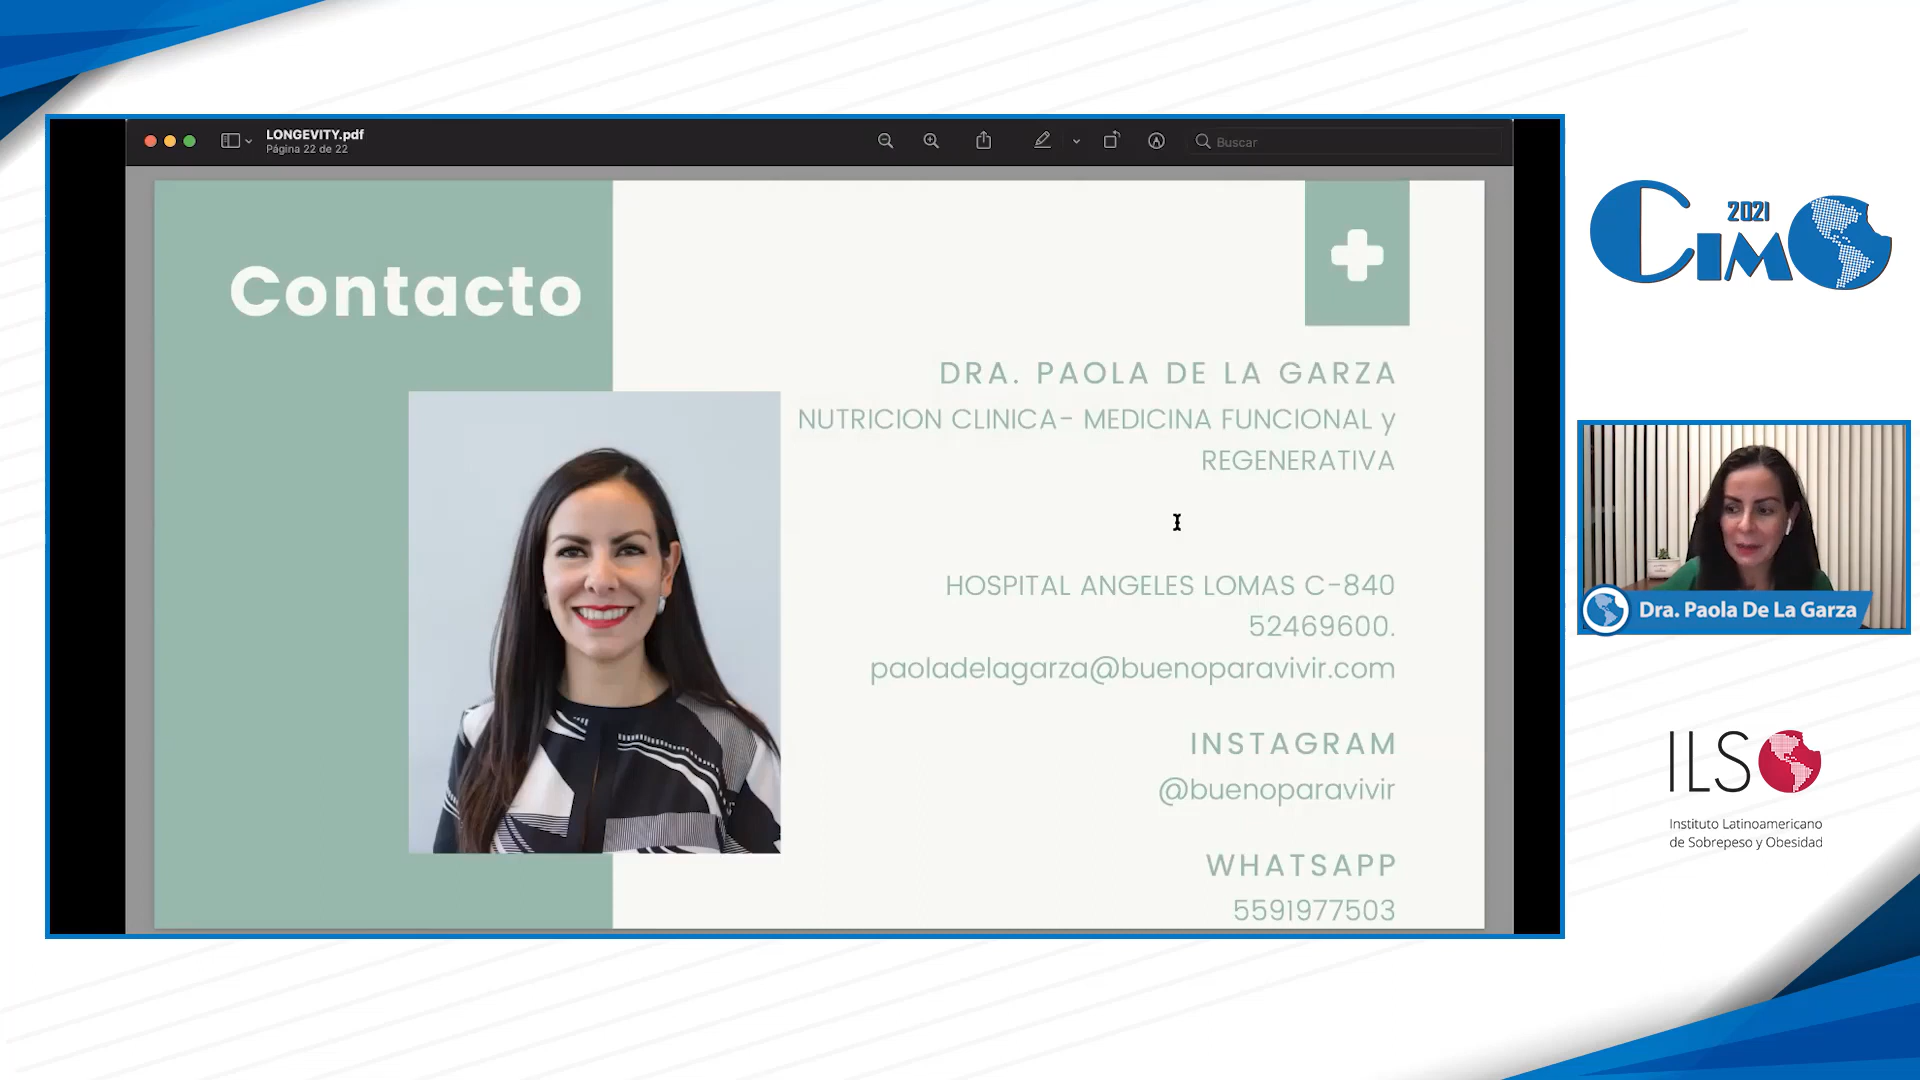 LONGEVITY.pdf
Página 22 de 22
Buscar
Contacto
DRA. PAOLA DE LA GARZA
NUTRICION CLINICA- MEDICINA FUNCIONAL y
REGENERATIVA
HOSPITAL ANGELES LOMAS C-840
52469600.
paoladelagarza@buenoparavivir.com
INSTAGRAM
@buenoparavivir
WHATSAPP
5591977503
2021
CIMO
Dra. Paola De La Garza
ILSO
Instituto Latinoamericano
de Sobrepeso y Obesidad